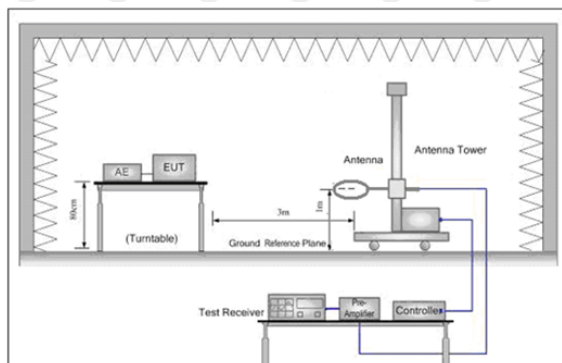 Antenna
Antenna Tower
AE
EUT
80cm
(Turntable)
3m
1m
Ground Reference Plane
Test Receiver
Pre-
Amplifier
Controller